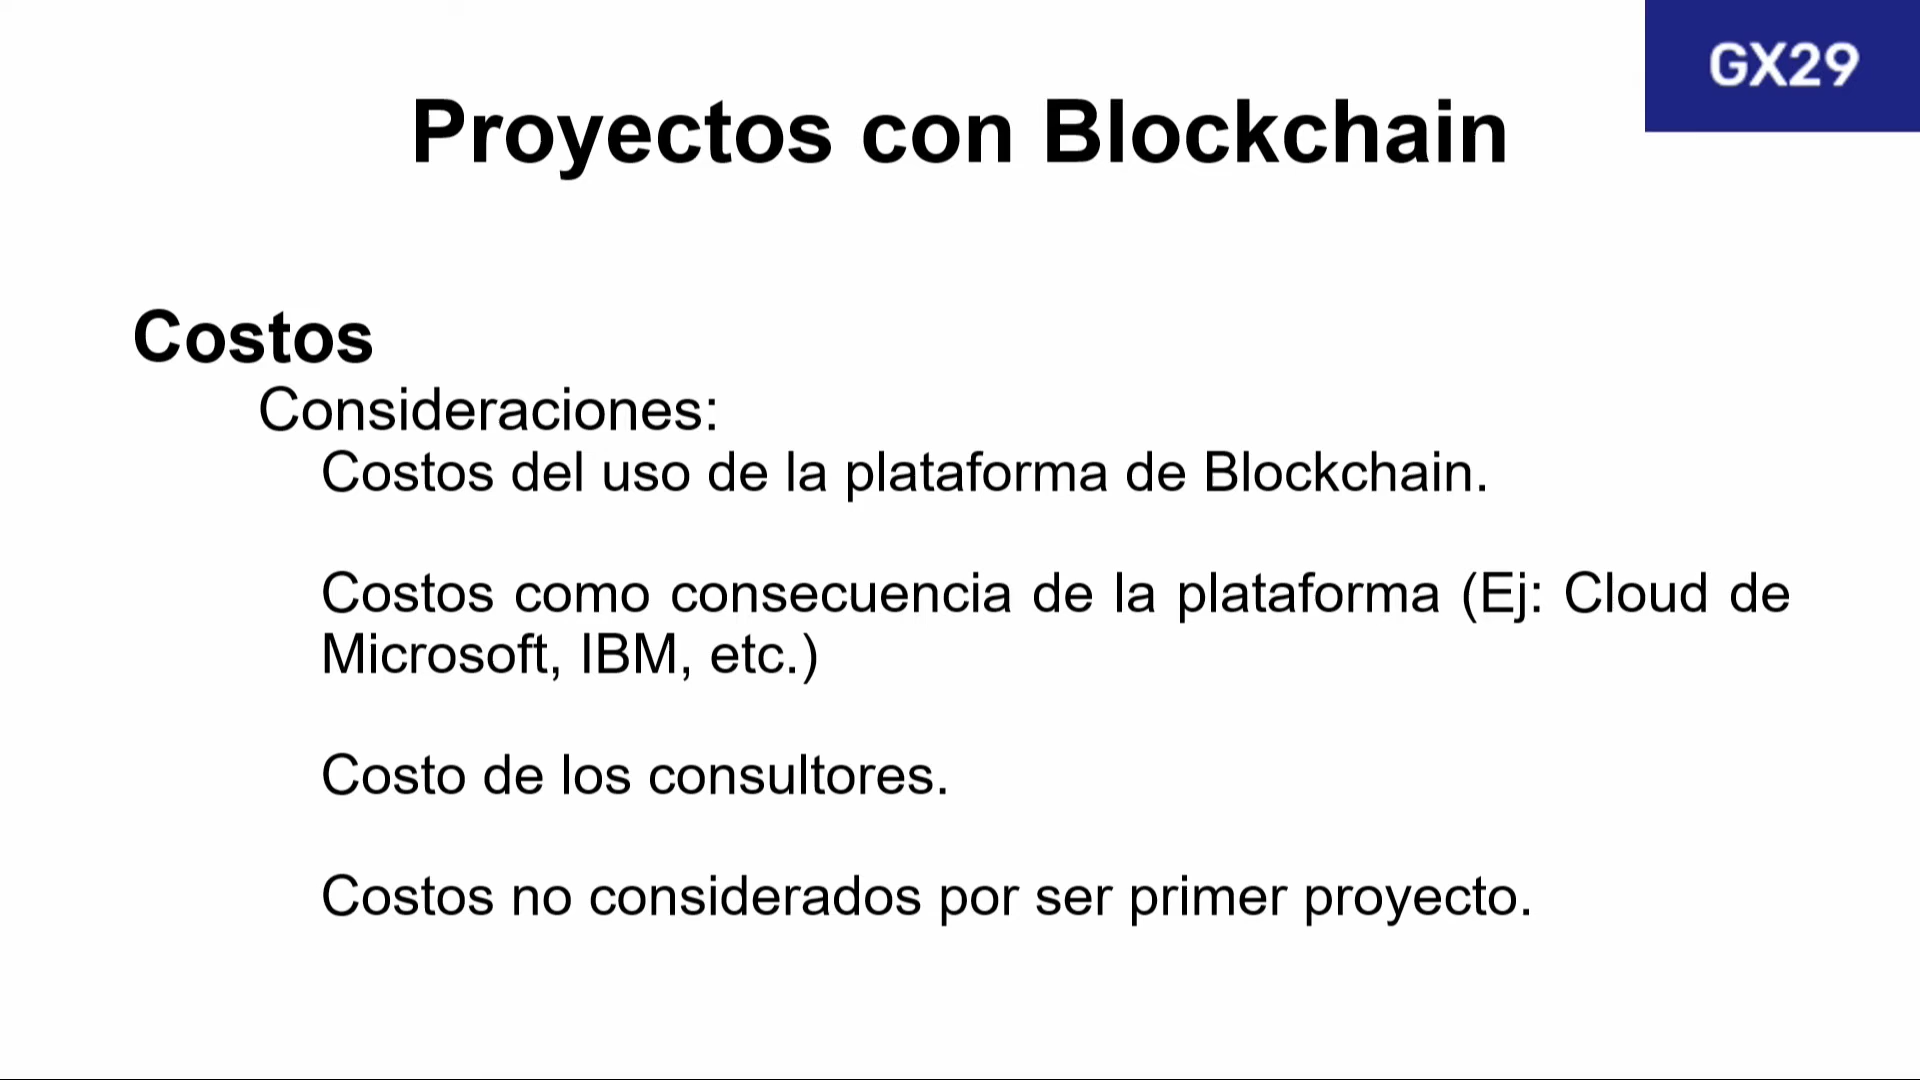 GX29
Proyectos con Blockchain
Costos
Consideraciones:
Costos del uso de la plataforma de Blockchain.
Costos como consecuencia de la plataforma (Ej: Cloud de
Microsoft, IBM, etc.)
Costo de los consultores.
Costos no considerados por ser primer proyecto.